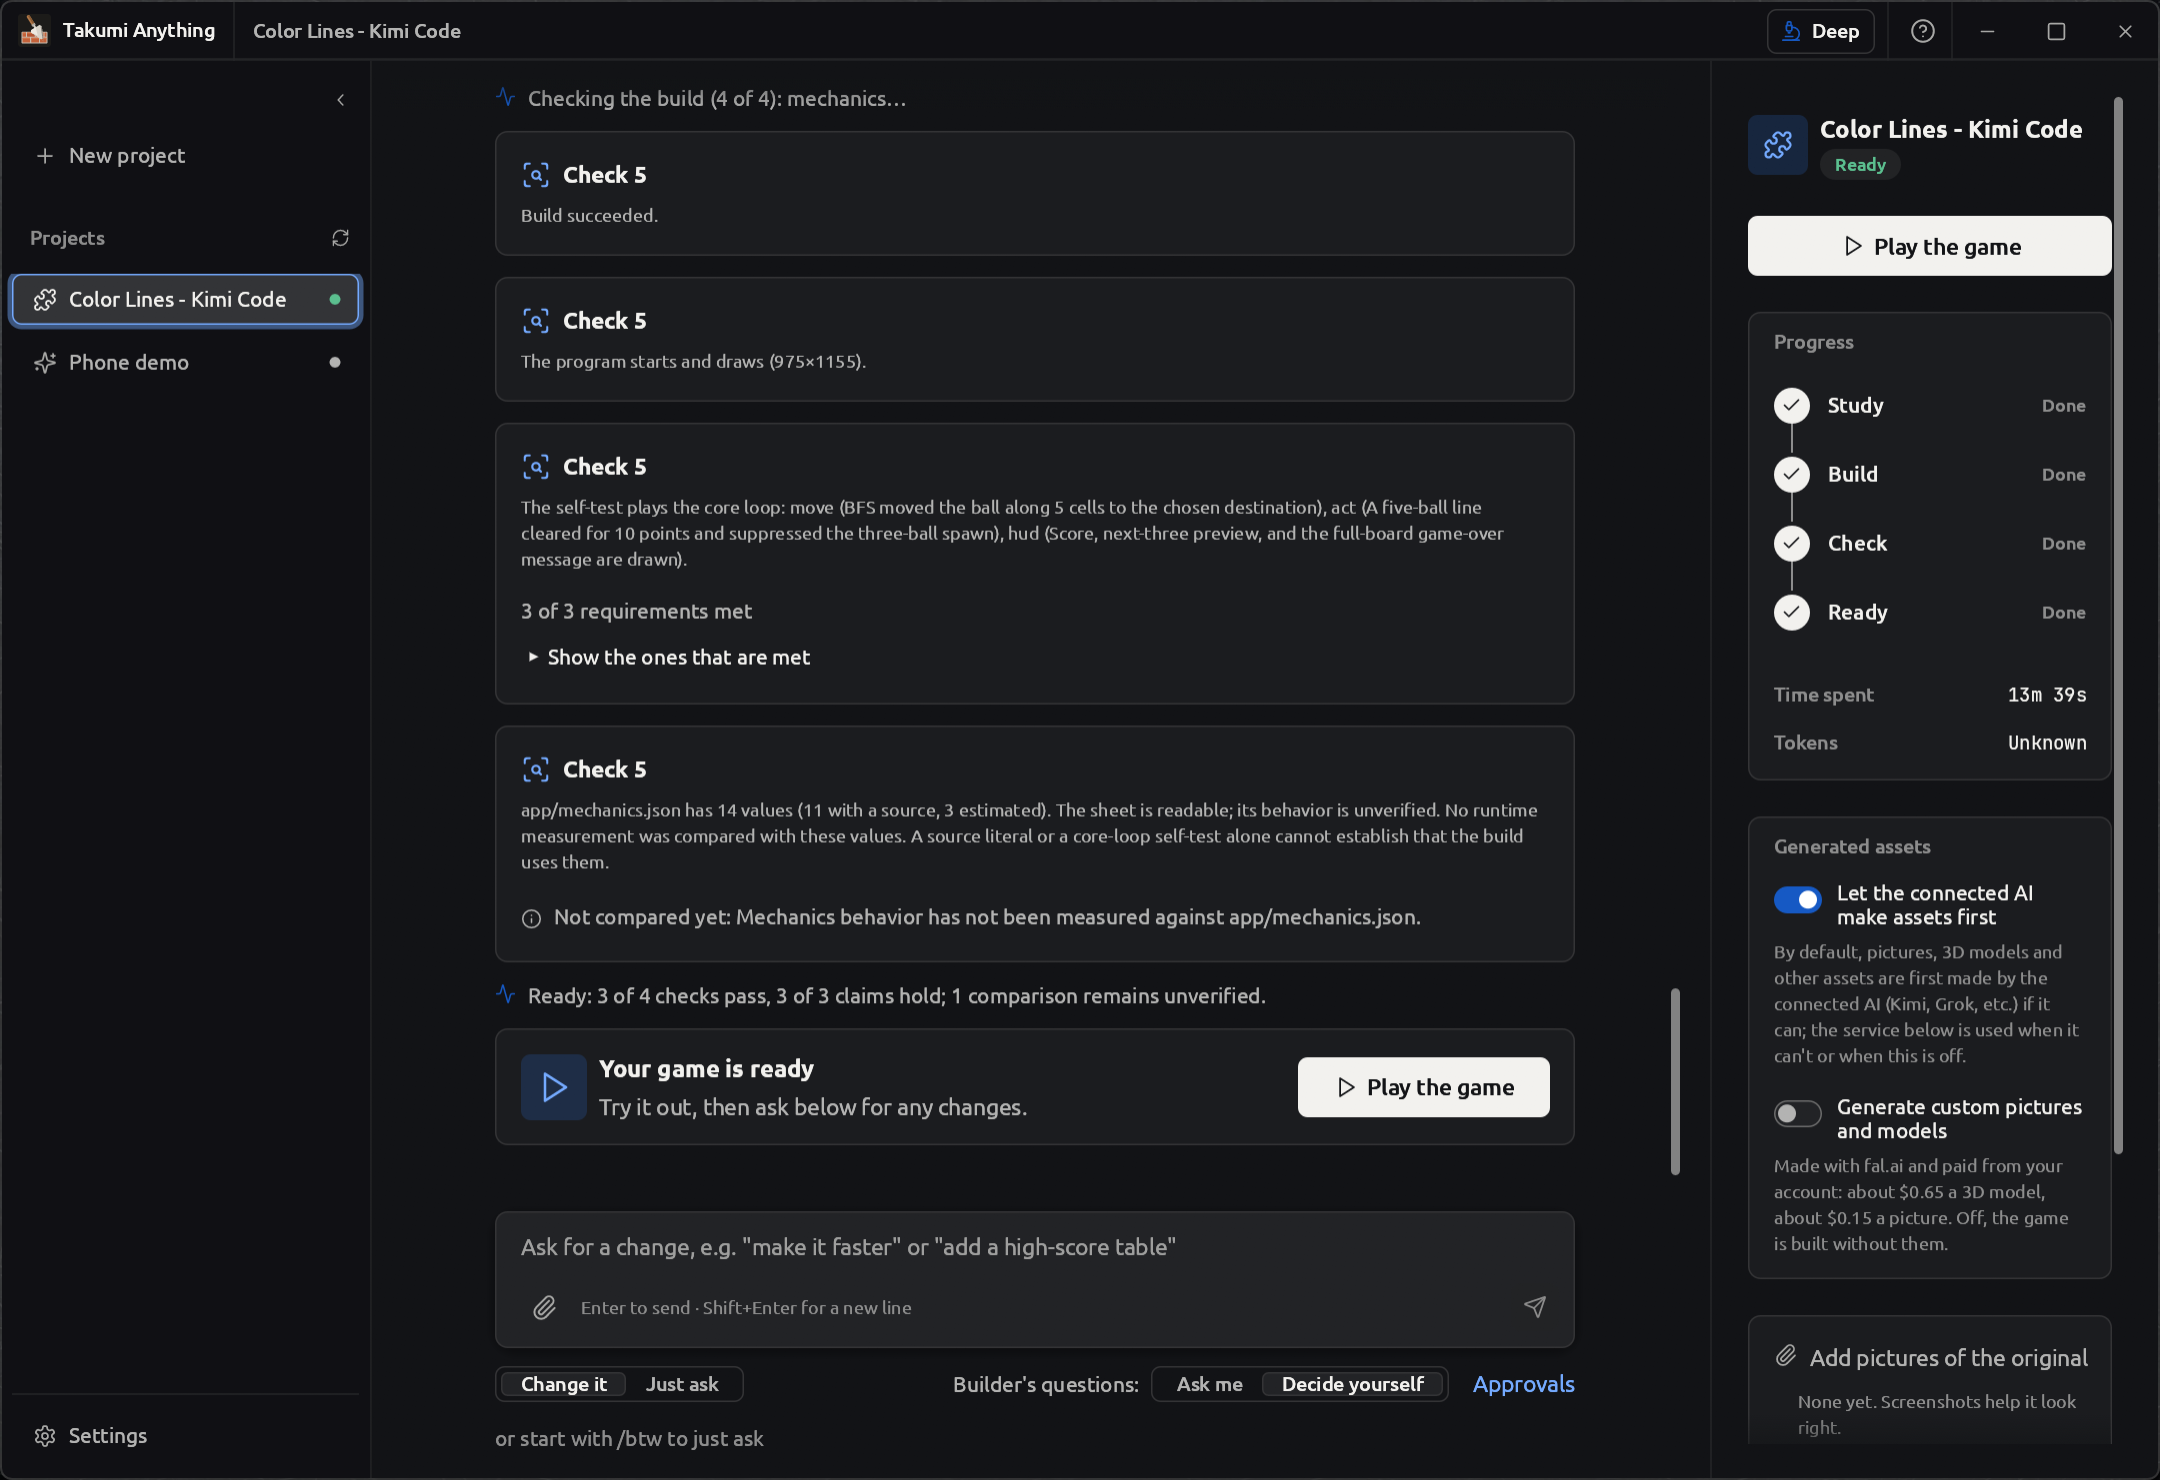 Takumi Anything
Color Lines - Kimi Code
Deep
New project
Projects
Color Lines - Kimi Code
Phone demo
Settings
Checking the build (4 of 4): mechanics…
Check 5
Build succeeded.
Check 5
The program starts and draws (975×1155).
Check 5
The self-test plays the core loop: move (BFS moved the ball along 5 cells to the chosen destination), act (A five-ball line
cleared for 10 points and suppressed the three-ball spawn), hud (Score, next-three preview, and the full-board game-over
message are drawn).
3 of 3 requirements met
Show the ones that are met
Check 5
app/mechanics.json has 14 values (11 with a source, 3 estimated). The sheet is readable; its behavior is unverified. No runtime
measurement was compared with these values. A source literal or a core-loop self-test alone cannot establish that the build
uses them.
Not compared yet: Mechanics behavior has not been measured against app/mechanics.json.
Ready: 3 of 4 checks pass, 3 of 3 claims hold; 1 comparison remains unverified.
Your game is ready
Try it out, then ask below for any changes.
Play the game
Ask for a change, e.g. "make it faster" or "add a high-score table"
Enter to send · Shift+Enter for a new line
Change it
Just ask
Builder's questions:
Ask me
Decide yourself
Approvals
or start with /btw to just ask
Color Lines - Kimi Code
Ready
Play the game
Progress
Study Done
Build Done
Check Done
Ready Done
Time spent 13m 39s
Tokens Unknown
Generated assets
Let the connected AI
make assets first
By default, pictures, 3D models and
other assets are first made by the
connected AI (Kimi, Grok, etc.) if it
can; the service below is used when it
can't or when this is off.
Generate custom pictures
and models
Made with fal.ai and paid from your
account: about $0.65 a 3D model,
about $0.15 a picture. Off, the game
is built without them.
Add pictures of the original
None yet. Screenshots help it look
right.